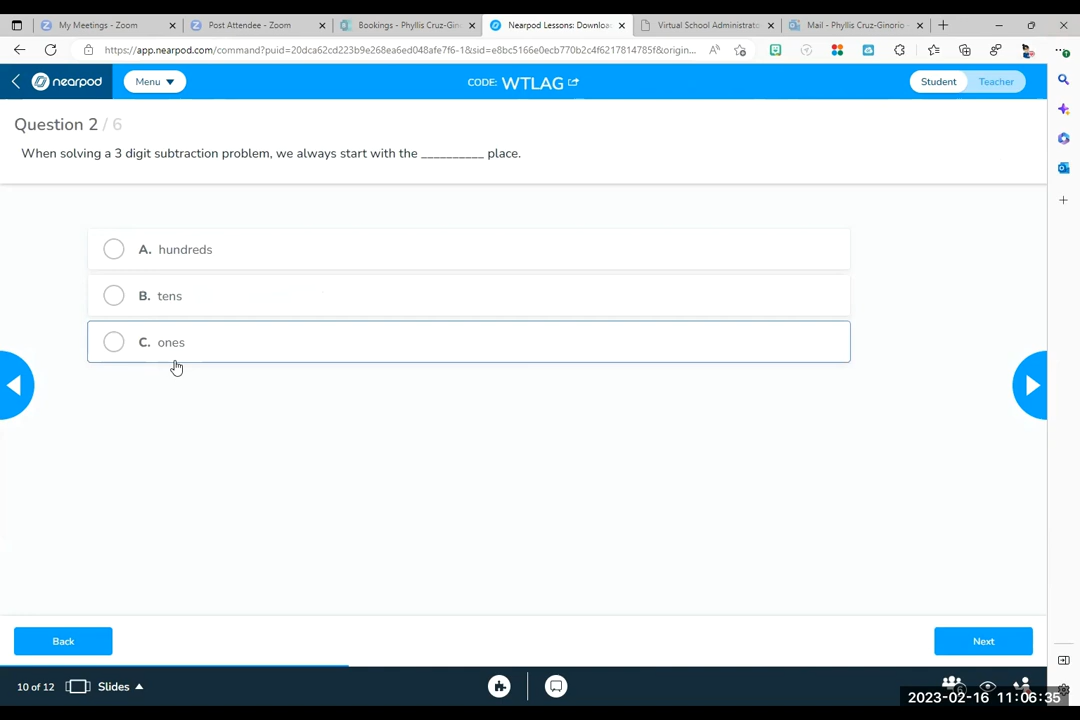 My Meetings - Zoom
Post Attendee - Zoom
Bookings - Phyllis Cruz-Gin
Nearpod Lessons: Downloa
Virtual School Administrato
Mail - Phyllis Cruz-Ginorio
https://app.nearpod.com/command?puid=20dca62cd223b9e268ea6ed048afe7f6-1&sid=e8bc5166e0ecb770b2c4f6217814785f&origin...
nearpod
Menu
CODE: WTLAG
Student
Teacher
Question 2 / 6
When solving a 3 digit subtraction problem, we always start with the __________ place.
A. hundreds
B. tens
C. ones
Back
Next
10 of 12
Slides
2023-02-16 11:06:35